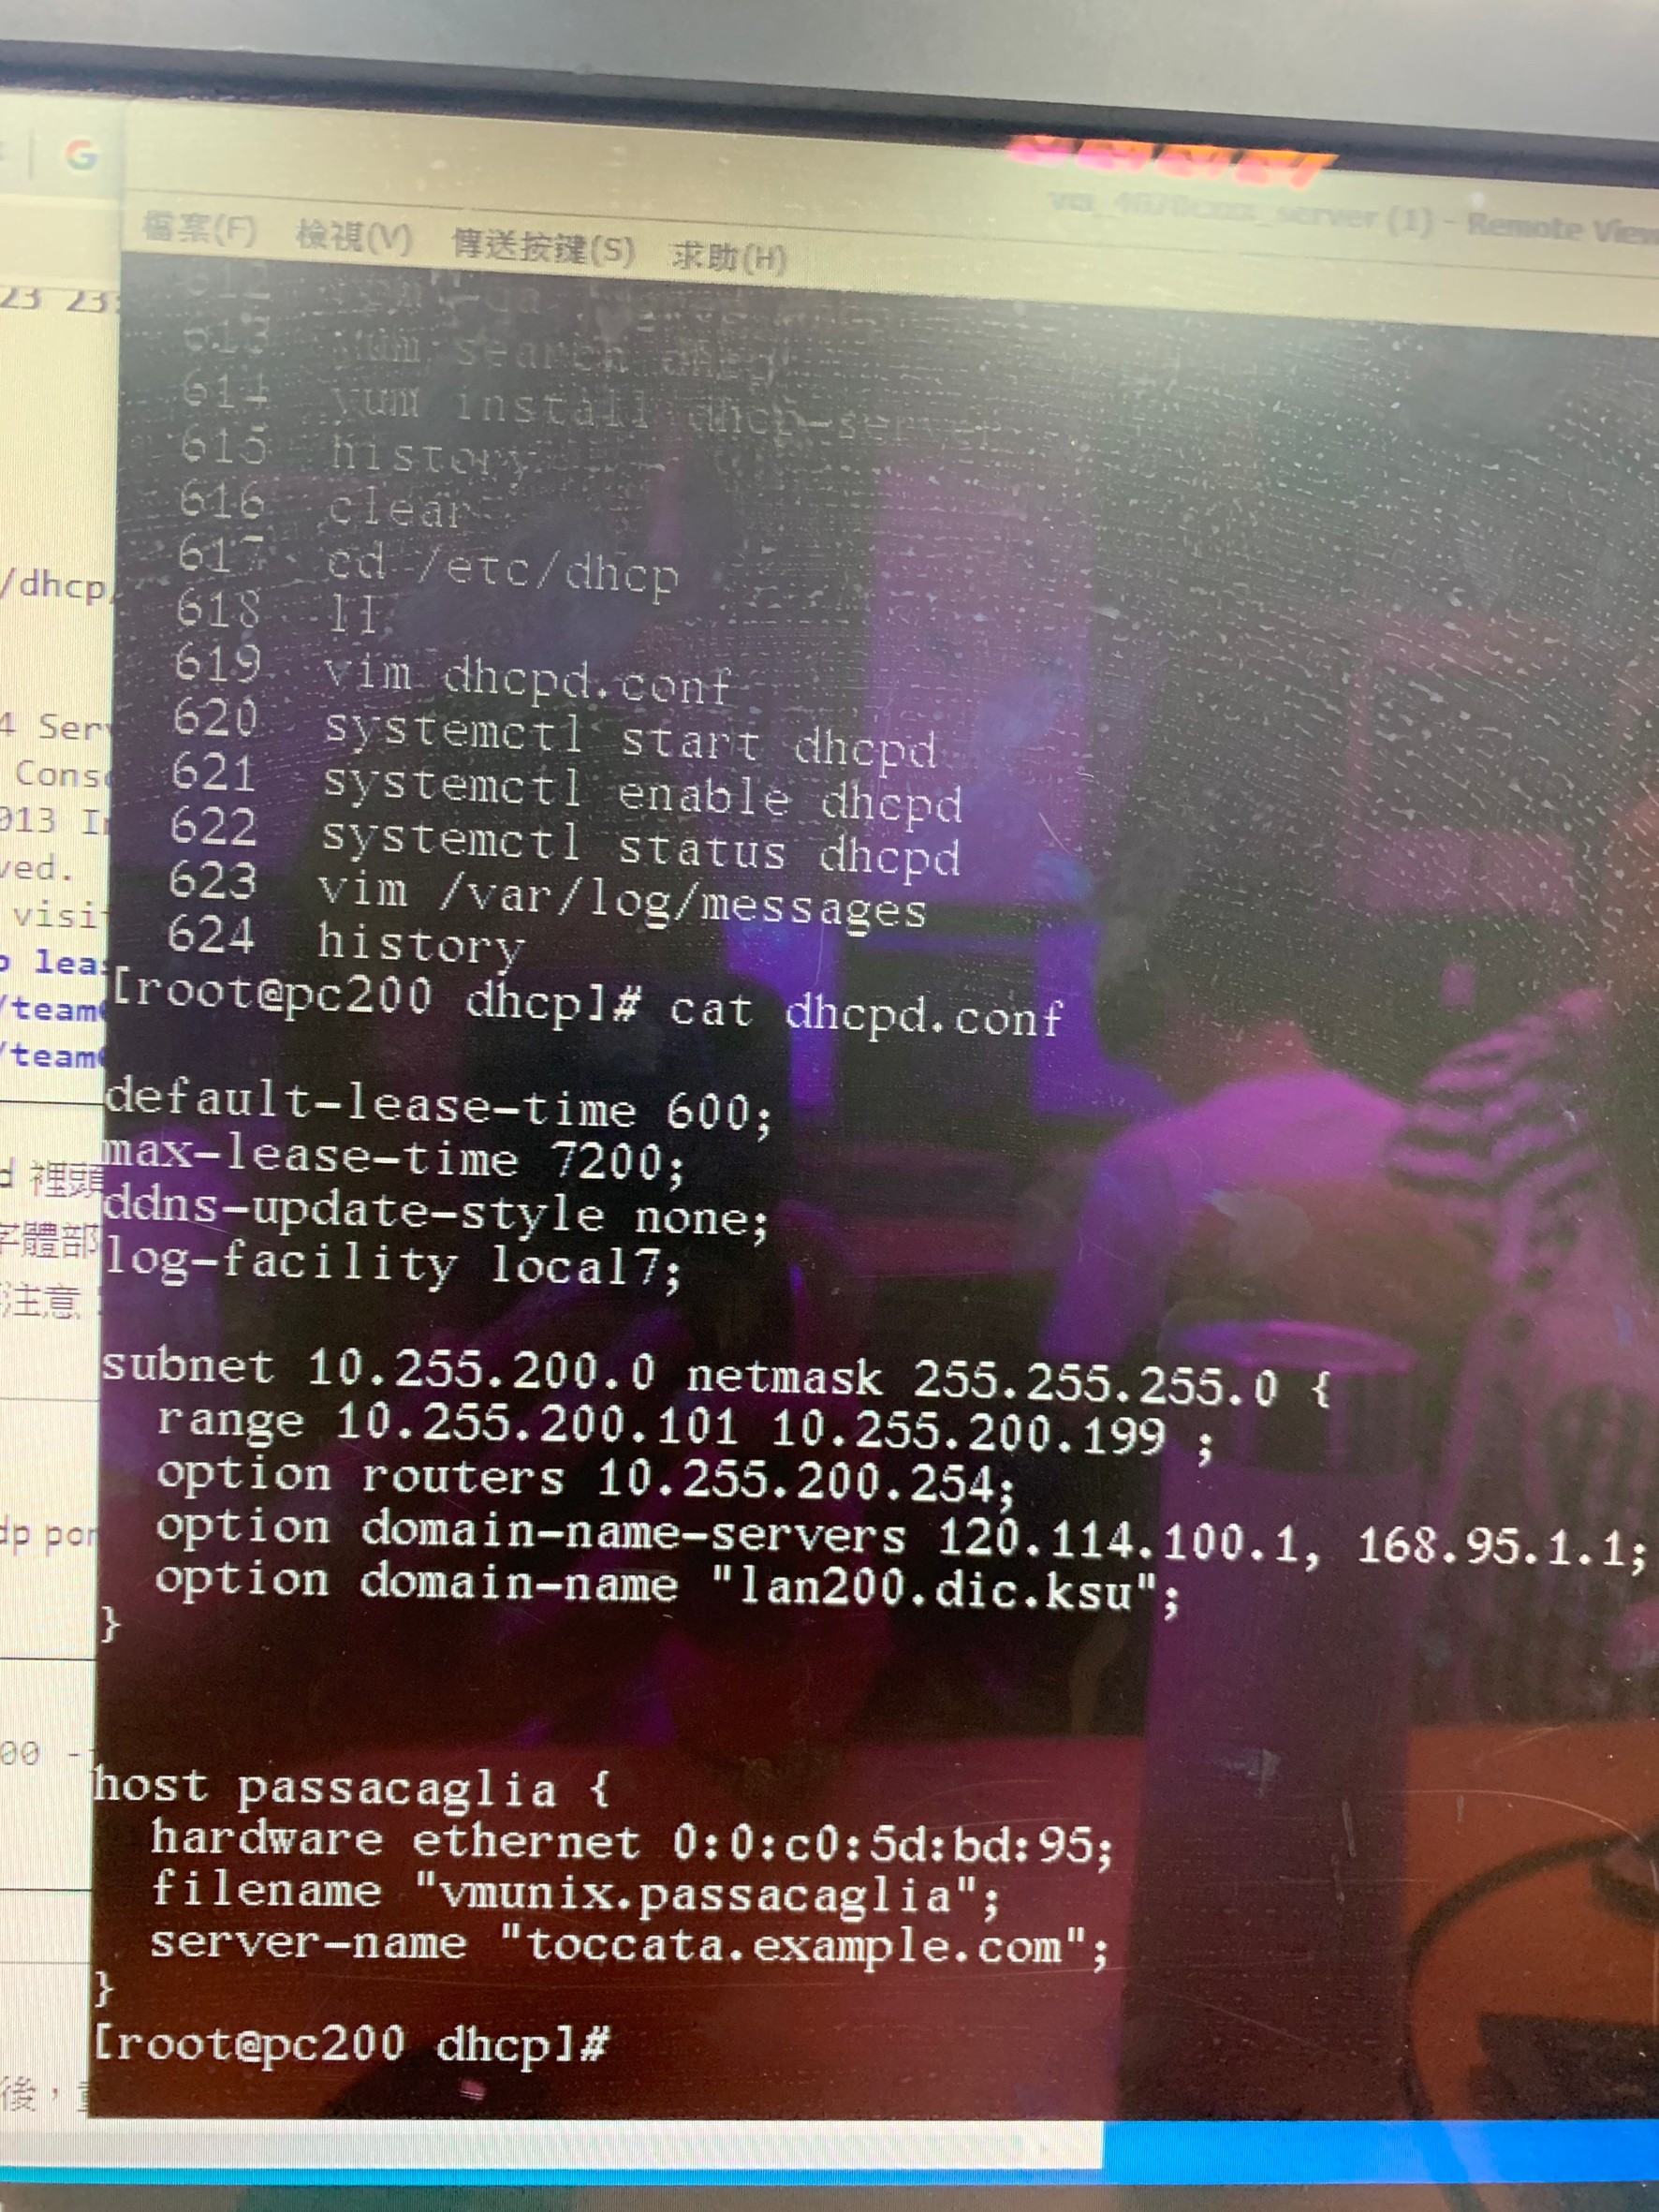 G
server (1) - Remote View
檔案(F) 檢視(V) 傳送按鍵(S) 求助(H)
23 23:
612
613 yum search dhcp
614 yum install dhcp-server
615 history
616 clear
617 cd /etc/dhcp
618 ll
619 vim dhcpd.conf
620 systemctl start dhcpd
621 systemctl enable dhcpd
622 systemctl status dhcpd
623 vim /var/log/messages
624 history
[root@pc200 dhcp]# cat dhcpd.conf
default-lease-time 600;
max-lease-time 7200;
ddns-update-style none;
log-facility local7;
subnet 10.255.200.0 netmask 255.255.255.0 {
range 10.255.200.101 10.255.200.199 ;
option routers 10.255.200.254;
option domain-name-servers 120.114.100.1, 168.95.1.1;
option domain-name "lan200.dic.ksu";
}
host passacaglia {
hardware ethernet 0:0:c0:5d:bd:95;
filename "vmunix.passacaglia";
server-name "toccata.example.com";
}
[root@pc200 dhcp]#
/dhcp
4 Serv
Conso
013 In
ved.
visit
p leas
/team
/team
d 裡頭
字體部
注意
dp por
00 -
後，